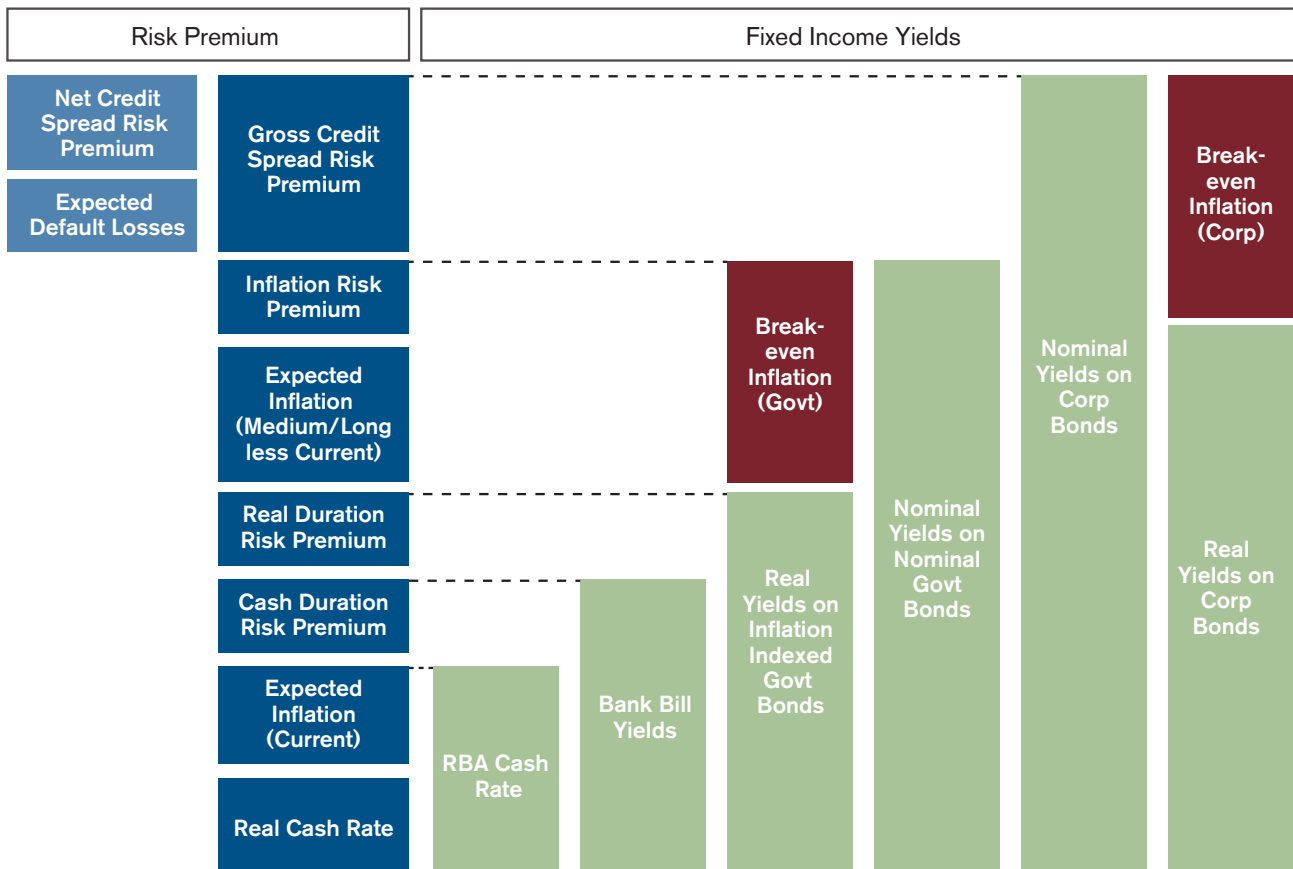 Risk Premium
Fixed Income Yields
Net Credit
Spread Risk
Premium
Expected
Default Losses
Gross Credit
Spread Risk
Premium
Inflation Risk
Premium
Expected
Inflation
(Medium/Long
less Current)
Real Duration
Risk Premium
Cash Duration
Risk Premium
Expected
Inflation
(Current)
Real Cash Rate
RBA Cash
Rate
Bank Bill
Yields
Break-
even
Inflation
(Govt)
Real
Yields on
Inflation
Indexed
Govt
Bonds
Nominal
Yields on
Nominal
Govt
Bonds
Nominal
Yields on
Corp
Bonds
Break-
even
Inflation
(Corp)
Real
Yields on
Corp
Bonds